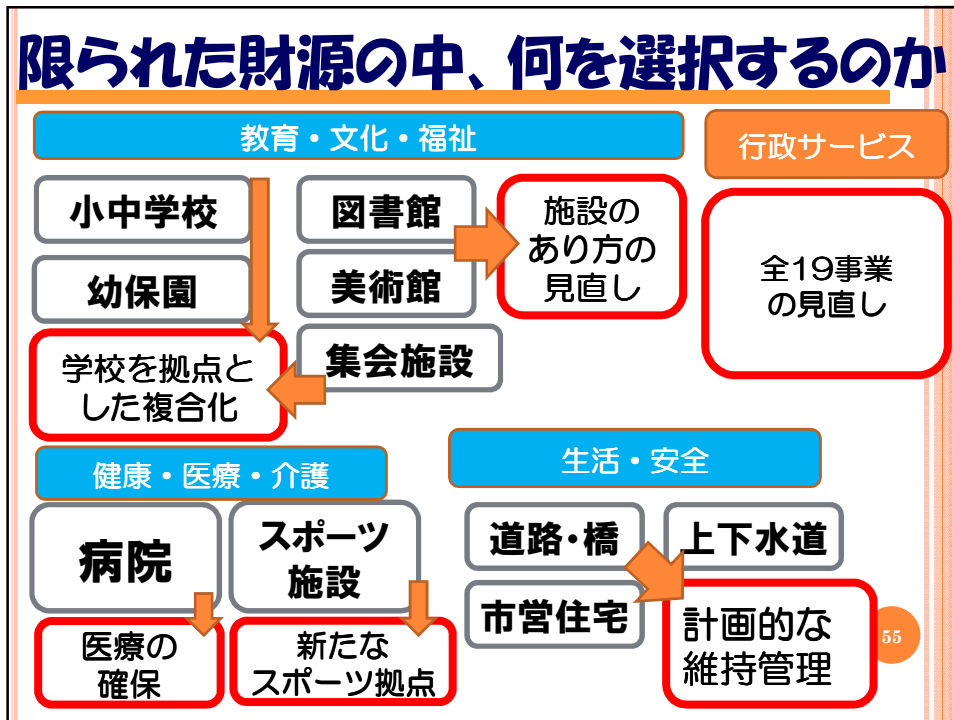 限られた財源の中、何を選択するのか
教育・文化・福祉
行政サービス
小中学校
幼保園
図書館
美術館
集会施設
施設の
あり方の
見直し
全19事業
の見直し
学校を拠点と
した複合化
健康・医療・介護
生活・安全
病院
スポーツ
施設
道路・橋
上下水道
市営住宅
医療の
確保
新たな
スポーツ拠点
計画的な
維持管理
55